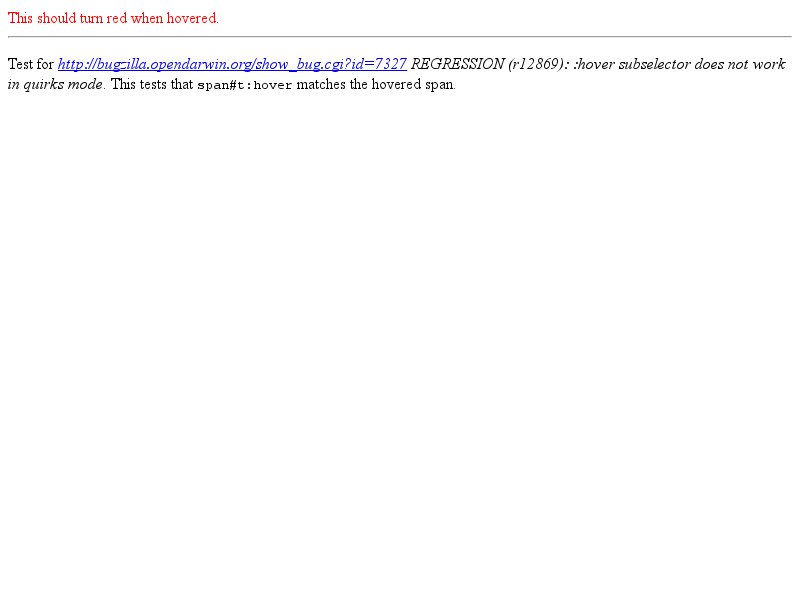 This should turn red when hovered.
Test for http://bugzilla.opendarwin.org/show_bug.cgi?id=7327 REGRESSION (r12869): :hover subselector does not work
in quirks mode. This tests that span#t:hover matches the hovered span.